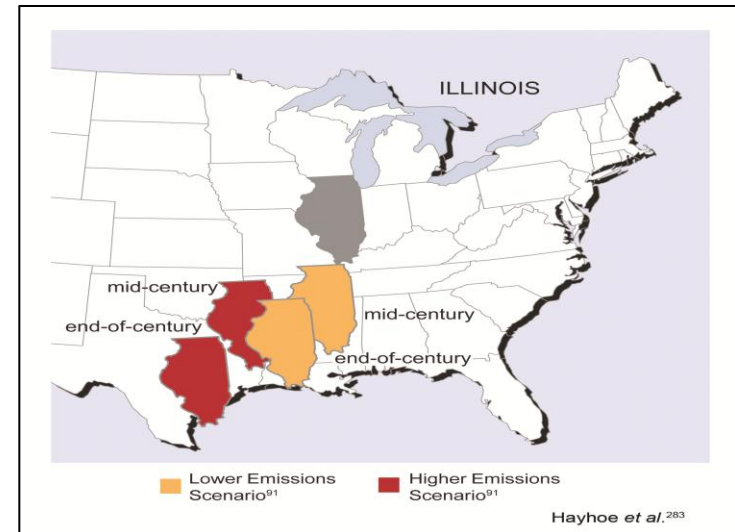 ILLINOIS
mid-century
end-of-century
mid-century
end-of-century
Lower Emissions
Scenario91
Higher Emissions
Scenario91
Hayhoe et al.283